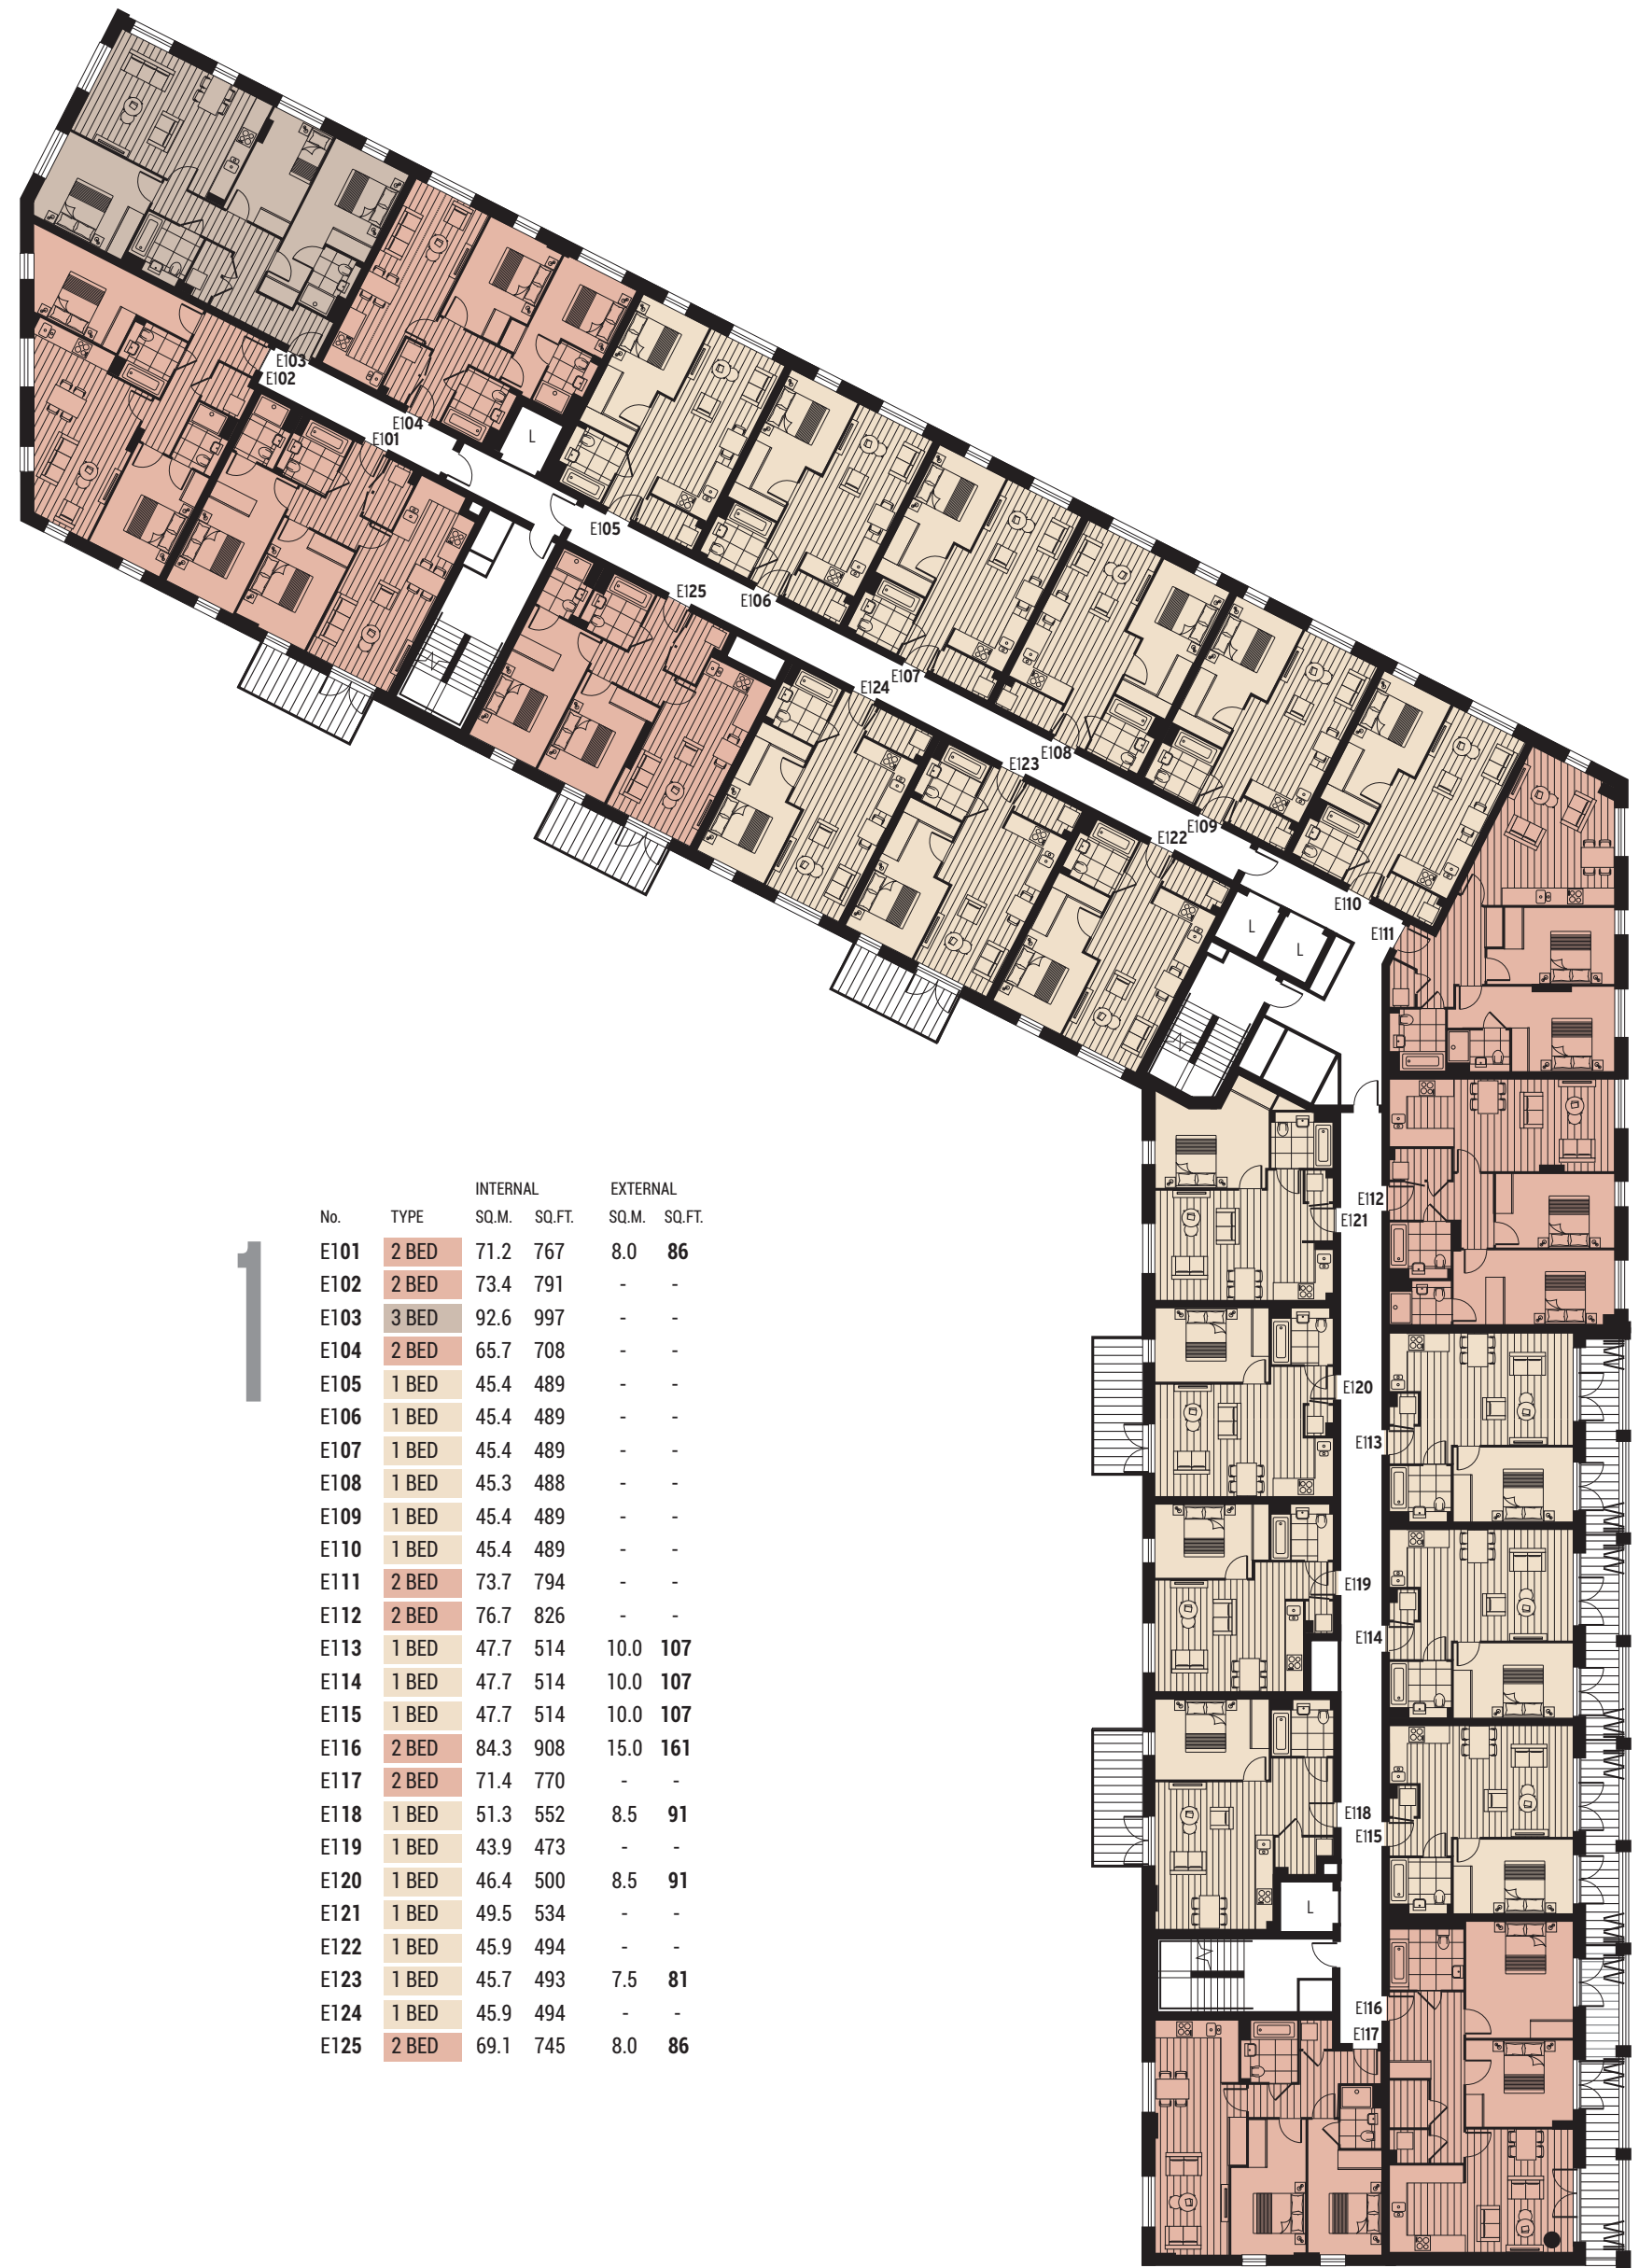 E103
E102
E104
E101
L
E105
E125
E106
E107
E124
E108
E123
E109
E122
E110
L
L
E111
E112
E121
E120
E113
E119
E114
E118
E115
L
E116
E117
1
INTERNAL EXTERNAL
No. TYPE SQ.M. SQ.FT. SQ.M. SQ.FT.
E101 2 BED 71.2 767 8.0 86
E102 2 BED 73.4 791 - -
E103 3 BED 92.6 997 - -
E104 2 BED 65.7 708 - -
E105 1 BED 45.4 489 - -
E106 1 BED 45.4 489 - -
E107 1 BED 45.4 489 - -
E108 1 BED 45.3 488 - -
E109 1 BED 45.4 489 - -
E110 1 BED 45.4 489 - -
E111 2 BED 73.7 794 - -
E112 2 BED 76.7 826 - -
E113 1 BED 47.7 514 10.0 107
E114 1 BED 47.7 514 10.0 107
E115 1 BED 47.7 514 10.0 107
E116 2 BED 84.3 908 15.0 161
E117 2 BED 71.4 770 - -
E118 1 BED 51.3 552 8.5 91
E119 1 BED 43.9 473 - -
E120 1 BED 46.4 500 8.5 91
E121 1 BED 49.5 534 - -
E122 1 BED 45.9 494 - -
E123 1 BED 45.7 493 7.5 81
E124 1 BED 45.9 494 - -
E125 2 BED 69.1 745 8.0 86